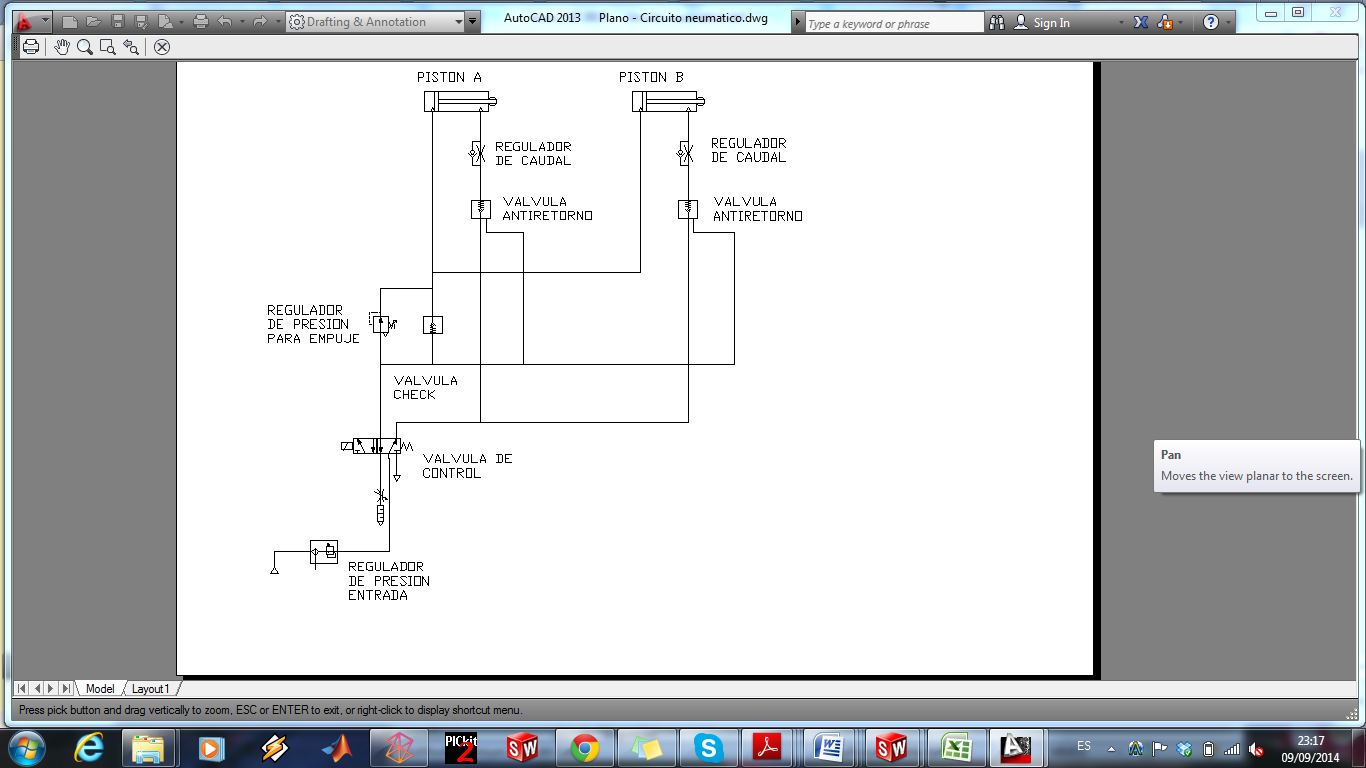 Drafting & Annotation
AutoCAD 2013
Plano - Circuito neumatico.dwg
Type a keyword or phrase
Sign In
PISTON A
PISTON B
REGULADOR
DE CAUDAL
REGULADOR
DE CAUDAL
VALVULA
ANTIRETORNO
VALVULA
ANTIRETORNO
REGULADOR
DE PRESION
PARA EMPUJE
VALVULA
CHECK
VALVULA DE
CONTROL
Pan
Moves the view planar to the screen.
REGULADOR
DE PRESION
ENTRADA
Model
Layout1
Press pick button and drag vertically to zoom, ESC or ENTER to exit, or right-click to display shortcut menu.
PICkit
2
SW
SW
ES
23:17
09/09/2014